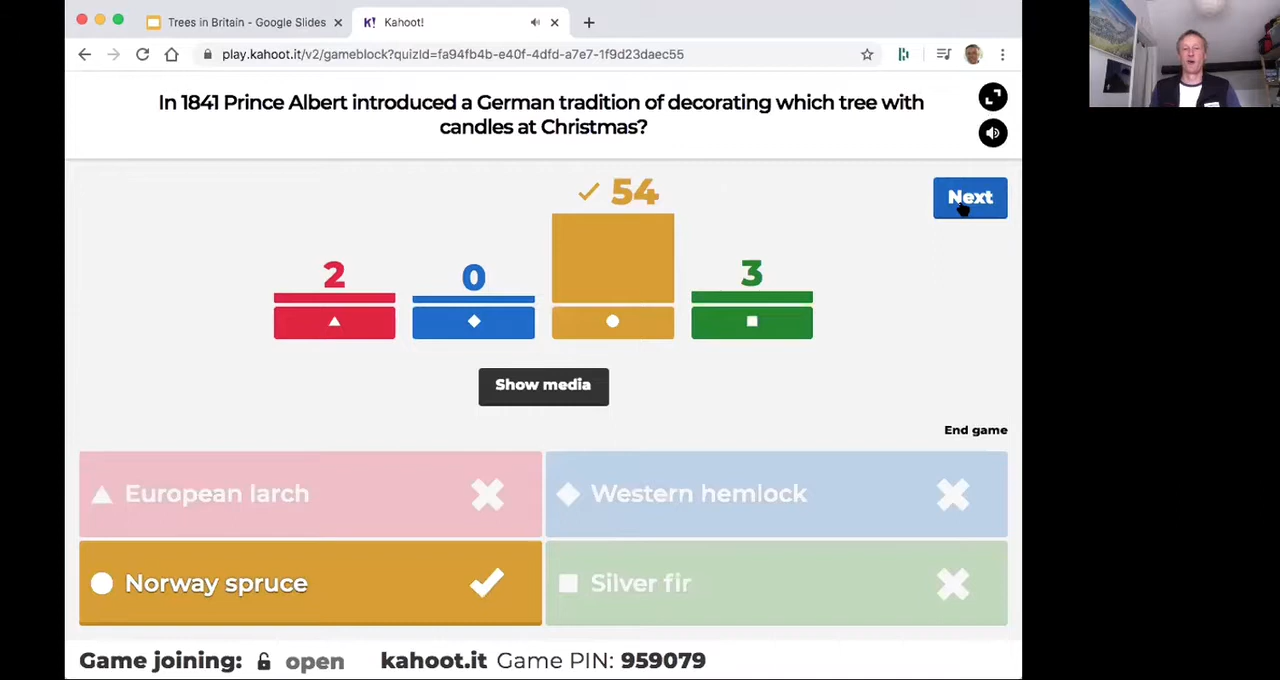 Trees in Britain - Google Slides
K! Kahoot!
play.kahoot.it/v2/gameblock?quizId=fa94fb4b-e40f-4dfd-a7e7-1f9d23daec55
In 1841 Prince Albert introduced a German tradition of decorating which tree with
candles at Christmas?
54
Next
2
0
3
Show media
End game
European larch
Western hemlock
Norway spruce
Silver fir
Game joining: open kahoot.it Game PIN: 959079